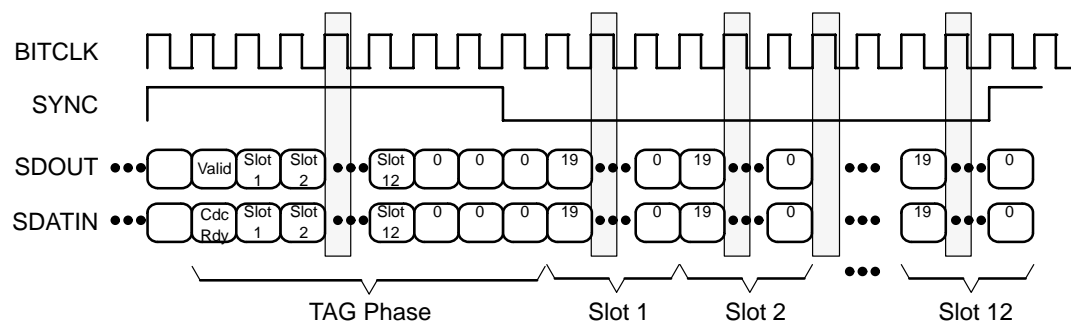 BITCLK
SYNC
SDOUT Valid Slot 1 Slot 2 Slot 12 0 0 0 19 0 19 0 19 0
SDATIN Cdc Rdy Slot 1 Slot 2 Slot 12 0 0 0 19 0 19 0 19 0
TAG Phase Slot 1 Slot 2 Slot 12